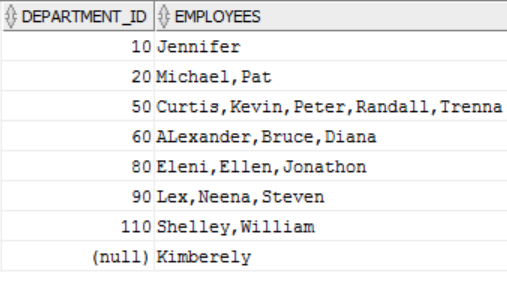 DEPARTMENT_ID EMPLOYEES
10 Jennifer
20 Michael,Pat
50 Curtis,Kevin,Peter,Randall,Trenna
60 ALexander,Bruce,Diana
80 Eleni,Ellen,Jonathon
90 Lex,Neena,Steven
110 Shelley,William
(null) Kimberely